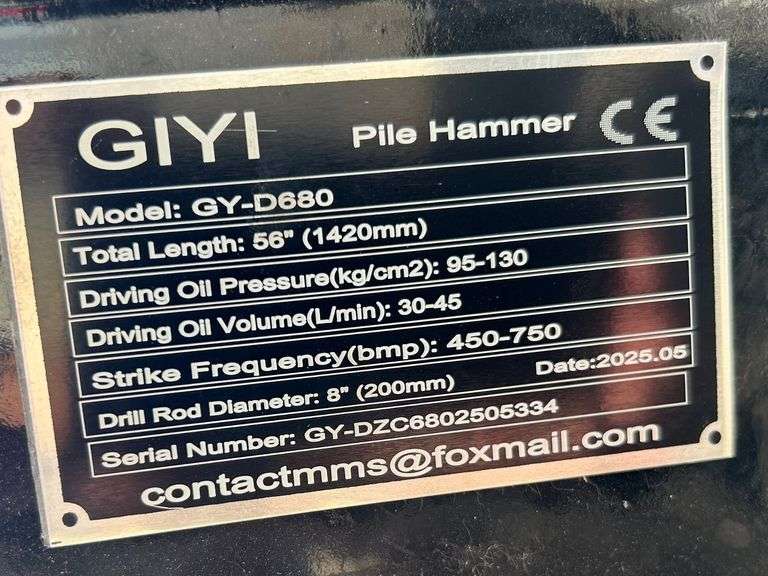 GIYI Pile Hammer CE
Model: GY-D680
Total Length: 56" (1420mm)
Driving Oil Pressure(kg/cm2): 95-130
Driving Oil Volume(L/min): 30-45
Strike Frequency(bmp): 450-750
Drill Rod Diameter: 8" (200mm) Date:2025.05
Serial Number: GY-DZC6802505334
contactmms@foxmail.com